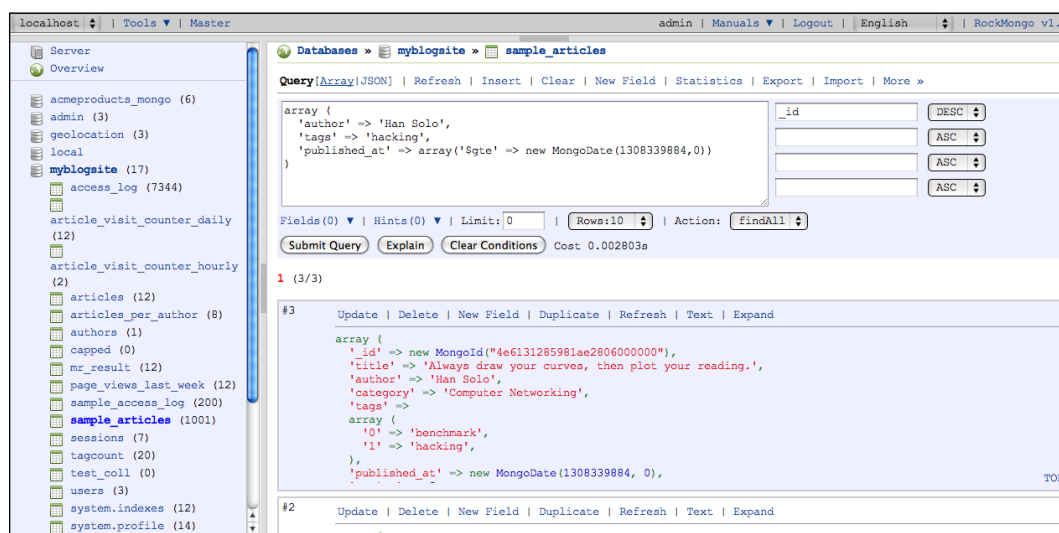 localhost | Tools ▼ | Master
admin | Manuals ▼ | Logout | English | RockMongo v1.
Server
Overview
acmeproducts_mongo (6)
admin (3)
geolocation (3)
local
myblogsite (17)
access_log (7344)
article_visit_counter_daily
(12)
article_visit_counter_hourly
(2)
articles (12)
articles_per_author (8)
authors (1)
capped (0)
mr_result (12)
page_views_last_week (12)
sample_access_log (200)
sample_articles (1001)
sessions (7)
tagcount (20)
test_coll (0)
users (3)
system.indexes (12)
system.profile (14)
Databases » myblogsite » sample_articles
Query[Array|JSON] | Refresh | Insert | Clear | New Field | Statistics | Export | Import | More »
array (
'author' => 'Han Solo',
'tags' => 'hacking',
'published_at' => array('$gte' => new MongoDate(1308339884,0))
)
_id DESC
ASC
ASC
ASC
Fields(0) ▼ | Hints(0) ▼ | Limit: 0 | Rows:10 | Action: findAll
Submit Query Explain Clear Conditions Cost 0.002803s
1 (3/3)
#3 Update | Delete | New Field | Duplicate | Refresh | Text | Expand
array (
'_id' => new MongoId("4e6131285981ae2806000000"),
'title' => 'Always draw your curves, then plot your reading.',
'author' => 'Han Solo',
'category' => 'Computer Networking',
'tags' =>
array (
'0' => 'benchmark',
'1' => 'hacking',
),
'published_at' => new MongoDate(1308339884, 0),
#2 Update | Delete | New Field | Duplicate | Refresh | Text | Expand